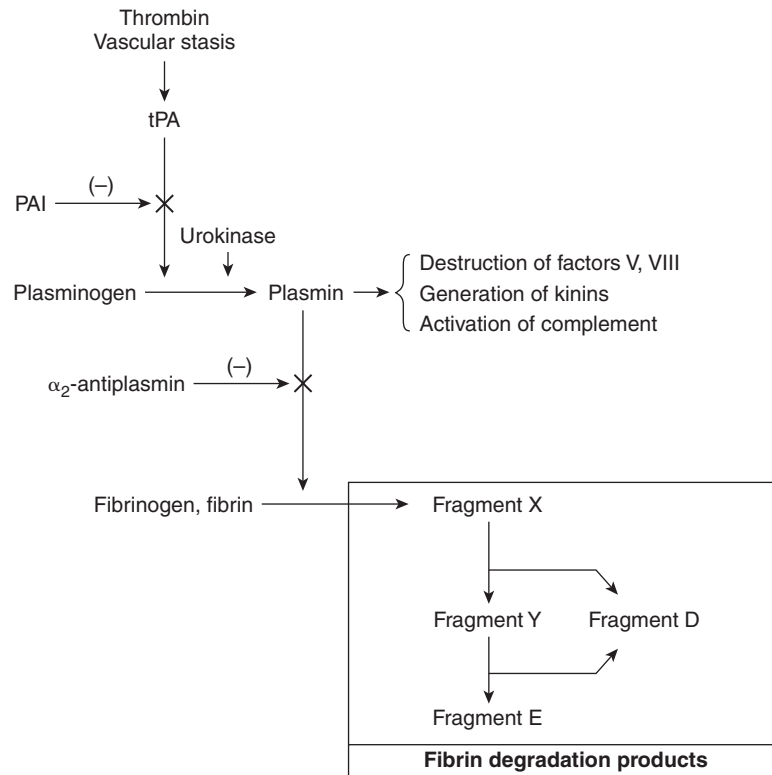 Thrombin
Vascular stasis
tPA
(–)
PAI
Urokinase
Plasminogen
Plasmin
Destruction of factors V, VIII
Generation of kinins
Activation of complement
(–)
α₂-antiplasmin
Fibrinogen, fibrin
Fragment X
Fragment Y
Fragment D
Fragment E
Fibrin degradation products